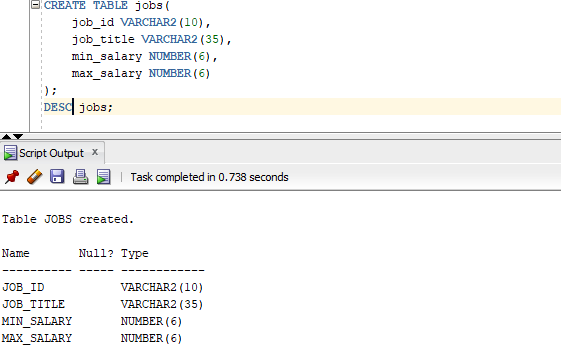 CREATE TABLE jobs(
job_id VARCHAR2(10),
job_title VARCHAR2(35),
min_salary NUMBER(6),
max_salary NUMBER(6)
);
DESC jobs;
Script Output x
Task completed in 0.738 seconds
Table JOBS created.
Name Null? Type
---------- ----- ------------
JOB_ID VARCHAR2(10)
JOB_TITLE VARCHAR2(35)
MIN_SALARY NUMBER(6)
MAX_SALARY NUMBER(6)